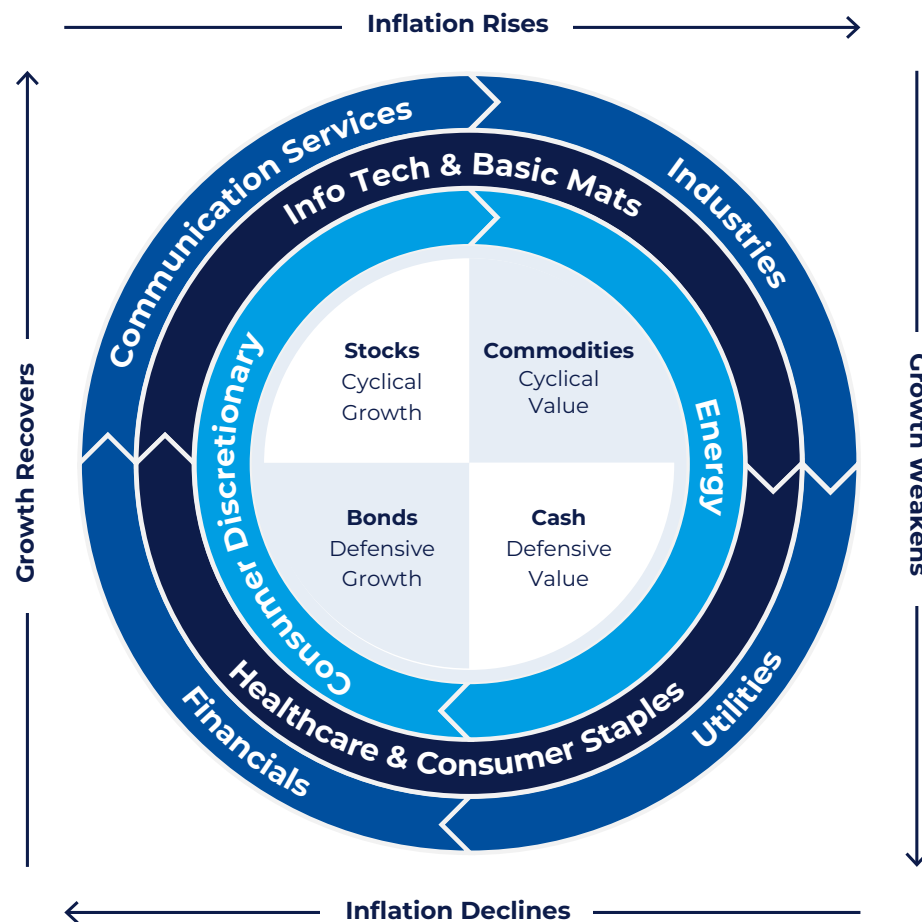 Inflation Rises
Communication Services
Industries
Info Tech & Basic Mats
Growth Recovers
Growth Weakens
Consumer Discretionary
Energy
Stocks
Cyclical
Growth
Commodities
Cyclical
Value
Bonds
Defensive
Growth
Cash
Defensive
Value
Healthcare & Consumer Staples
Financials
Utilities
Inflation Declines